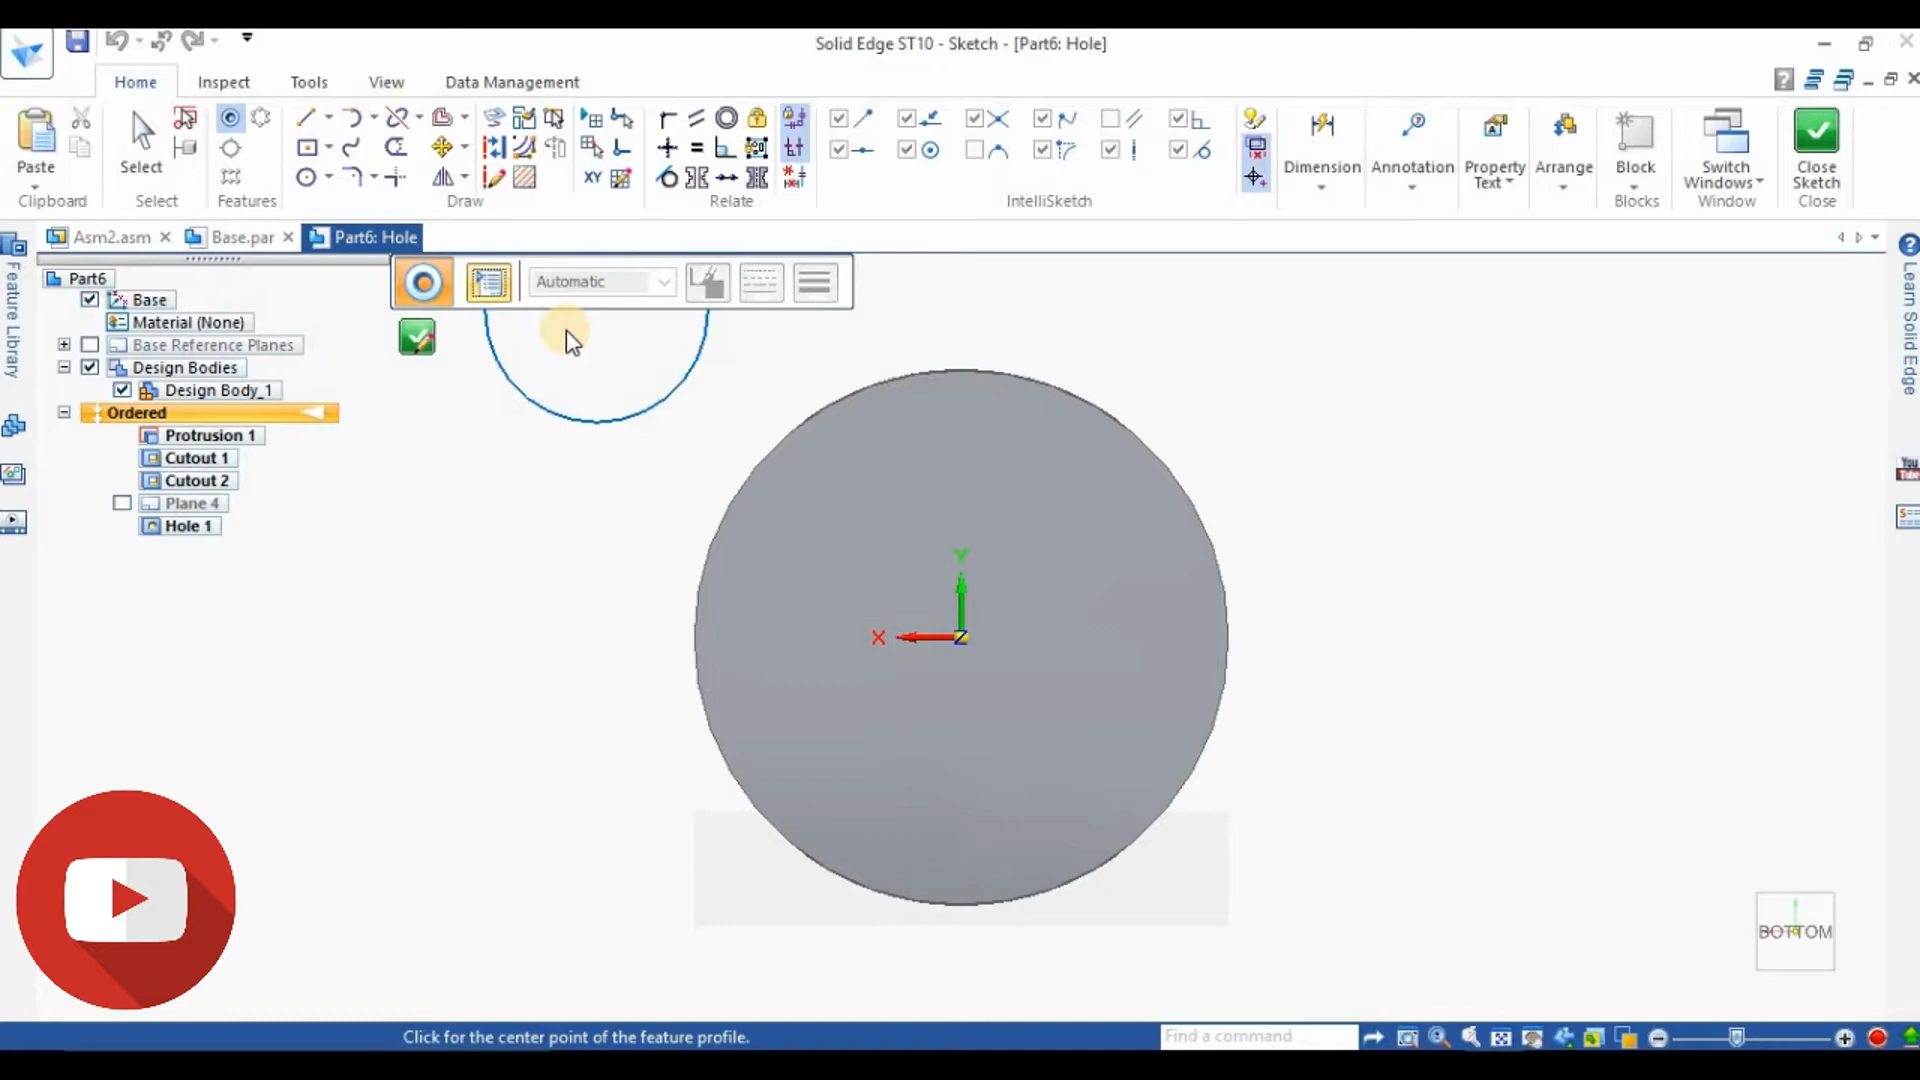 Solid Edge ST10 - Sketch - [Part6: Hole]
Home
Inspect
Tools
View
Data Management
Paste
Clipboard
Select
Select
Features
Draw
XY
Relate
IntelliSketch
Dimension
Annotation
Property
Text
Arrange
Block
Blocks
Switch
Windows
Window
Close
Sketch
Close
Asm2.asm
Base.par
Part6: Hole
Feature Library
Learn Solid Edge
You
Part6
Base
Material (None)
Base Reference Planes
Design Bodies
Design Body_1
Ordered
Protrusion 1
Cutout 1
Cutout 2
Plane 4
Hole 1
Automatic
Y
X
Z
BOTTOM
Click for the center point of the feature profile.
Find a command